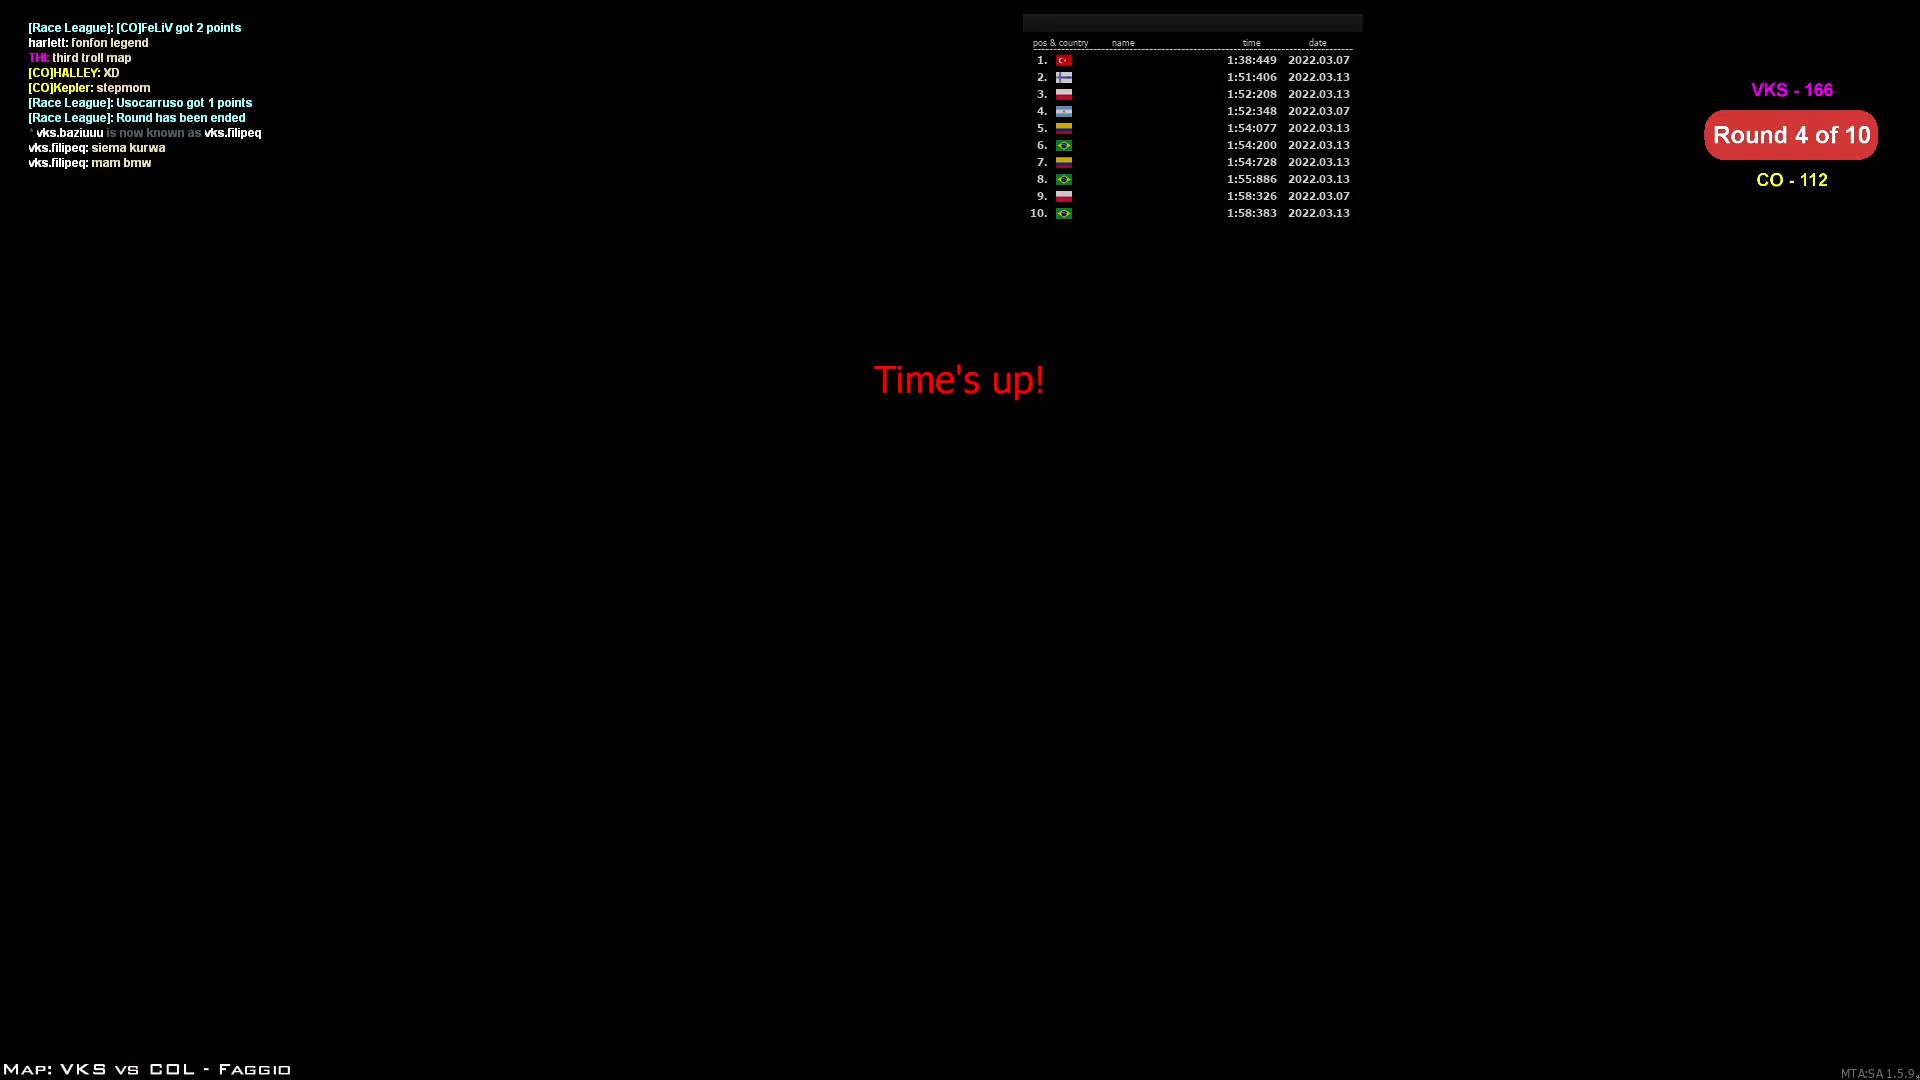 [Race League]: [CO]FeLiV got 2 points
harlett: fonfon legend
THI: third troll map
[CO]HALLEY: XD
[CO]Kepler: stepmom
[Race League]: Usocarruso got 1 points
[Race League]: Round has been ended
* vks.baziuuu is now known as vks.filipeq
vks.filipeq: siema kurwa
vks.filipeq: mam bmw
pos & country name time date
1. 1:38:449 2022.03.07
2. 1:51:406 2022.03.13
3. 1:52:208 2022.03.13
4. 1:52:348 2022.03.07
5. 1:54:077 2022.03.13
6. 1:54:200 2022.03.13
7. 1:54:728 2022.03.13
8. 1:55:886 2022.03.13
9. 1:58:326 2022.03.07
10. 1:58:383 2022.03.13
VKS - 166
Round 4 of 10
CO - 112
Time's up!
Map: VKS vs COL - Faggio
MTA:SA 1.5.9